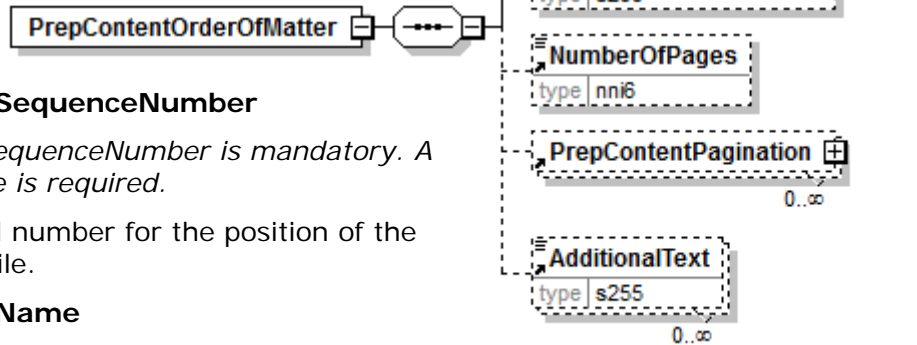 PrepContentOrderOfMatter
SequenceNumber
equenceNumber is mandatory. A
e is required.
l number for the position of the
ile.
Name
type
NumberOfPages
type nni6
PrepContentPagination
0..∞
AdditionalText
type s255
0..∞